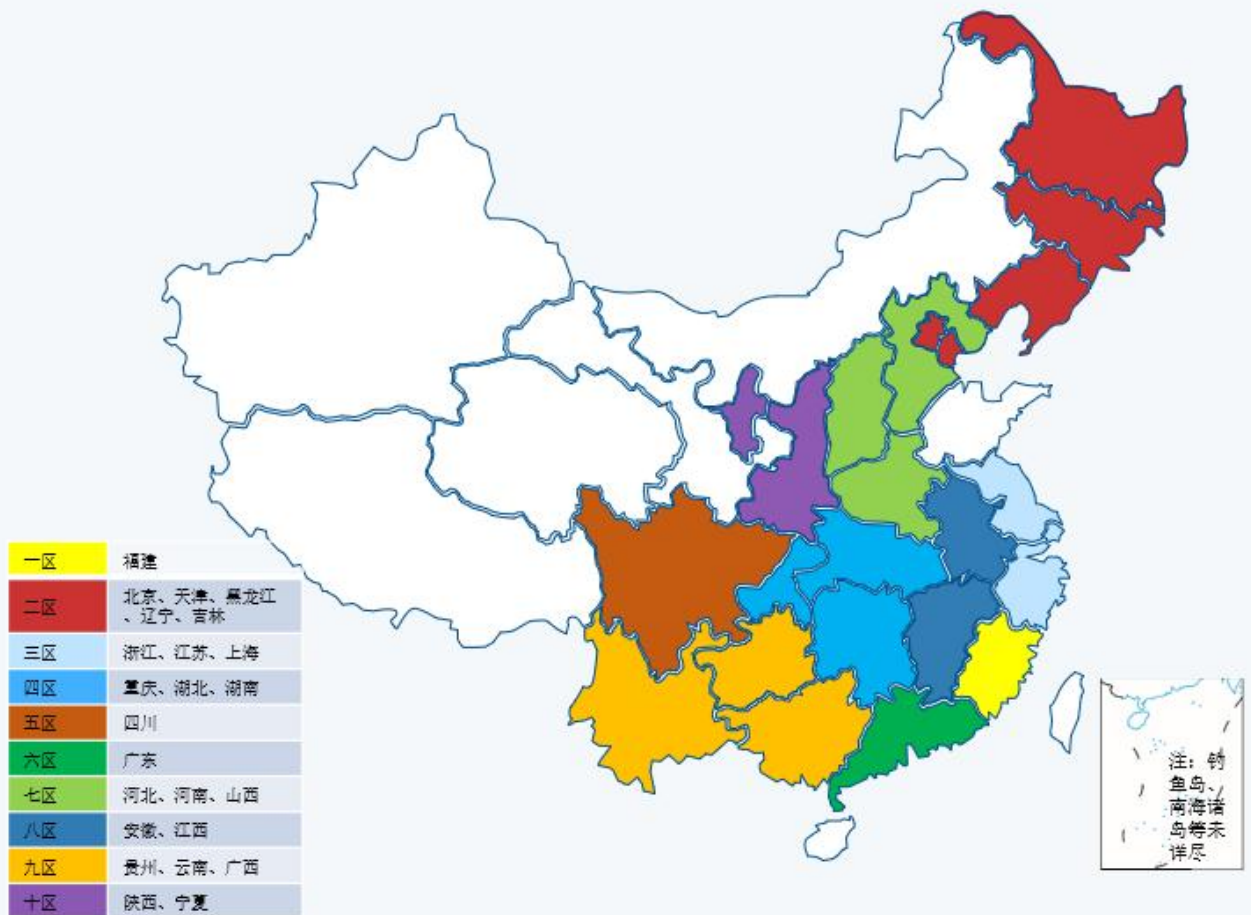 一区 福建
二区 北京、天津、黑龙江
、辽宁、吉林
三区 浙江、江苏、上海
四区 重庆、湖北、湖南
五区 四川
六区 广东
七区 河北、河南、山西
八区 安徽、江西
九区 贵州、云南、广西
十区 陕西、宁夏
注：钓
鱼岛、
南海诸
岛等未
详尽